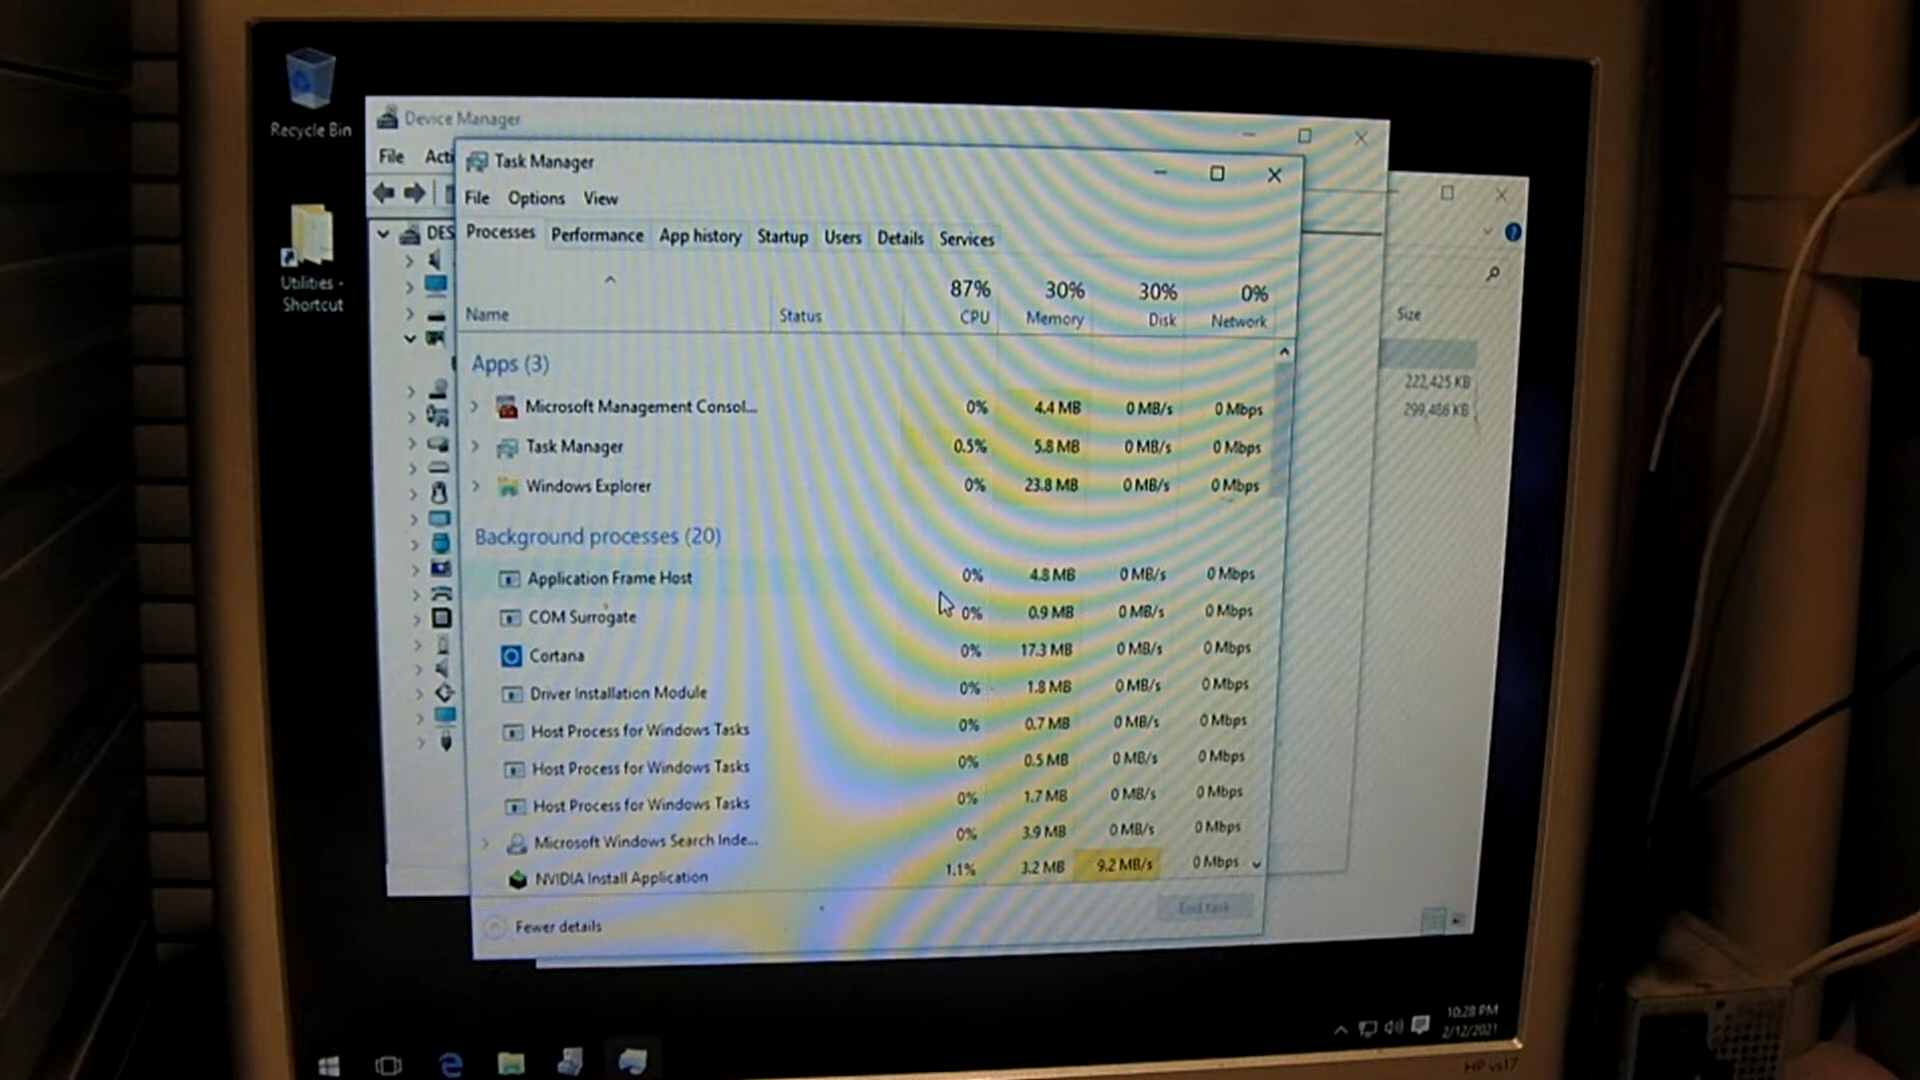 Recycle Bin
Utilities -
Shortcut
Device Manager
File Acti
DES
Task Manager
File Options View
Processes Performance App history Startup Users Details Services
87% 30% 30% 0%
Name Status CPU Memory Disk Network
Apps (3)
Microsoft Management Consol... 0% 4.4 MB 0 MB/s 0 Mbps
Task Manager 0.5% 5.8 MB 0 MB/s 0 Mbps
Windows Explorer 0% 23.8 MB 0 MB/s 0 Mbps
Background processes (20)
Application Frame Host 0% 4.8 MB 0 MB/s 0 Mbps
COM Surrogate 0% 0.9 MB 0 MB/s 0 Mbps
Cortana 0% 17.3 MB 0 MB/s 0 Mbps
Driver Installation Module 0% 1.8 MB 0 MB/s 0 Mbps
Host Process for Windows Tasks 0% 0.7 MB 0 MB/s 0 Mbps
Host Process for Windows Tasks 0% 0.5 MB 0 MB/s 0 Mbps
Host Process for Windows Tasks 0% 1.7 MB 0 MB/s 0 Mbps
Microsoft Windows Search Inde... 0% 3.9 MB 0 MB/s 0 Mbps
NVIDIA Install Application 1.1% 3.2 MB 9.2 MB/s 0 Mbps
Fewer details
End task
Size
222,425 KB
299,486 KB
10:28 PM
2/12/2021
HP vs17